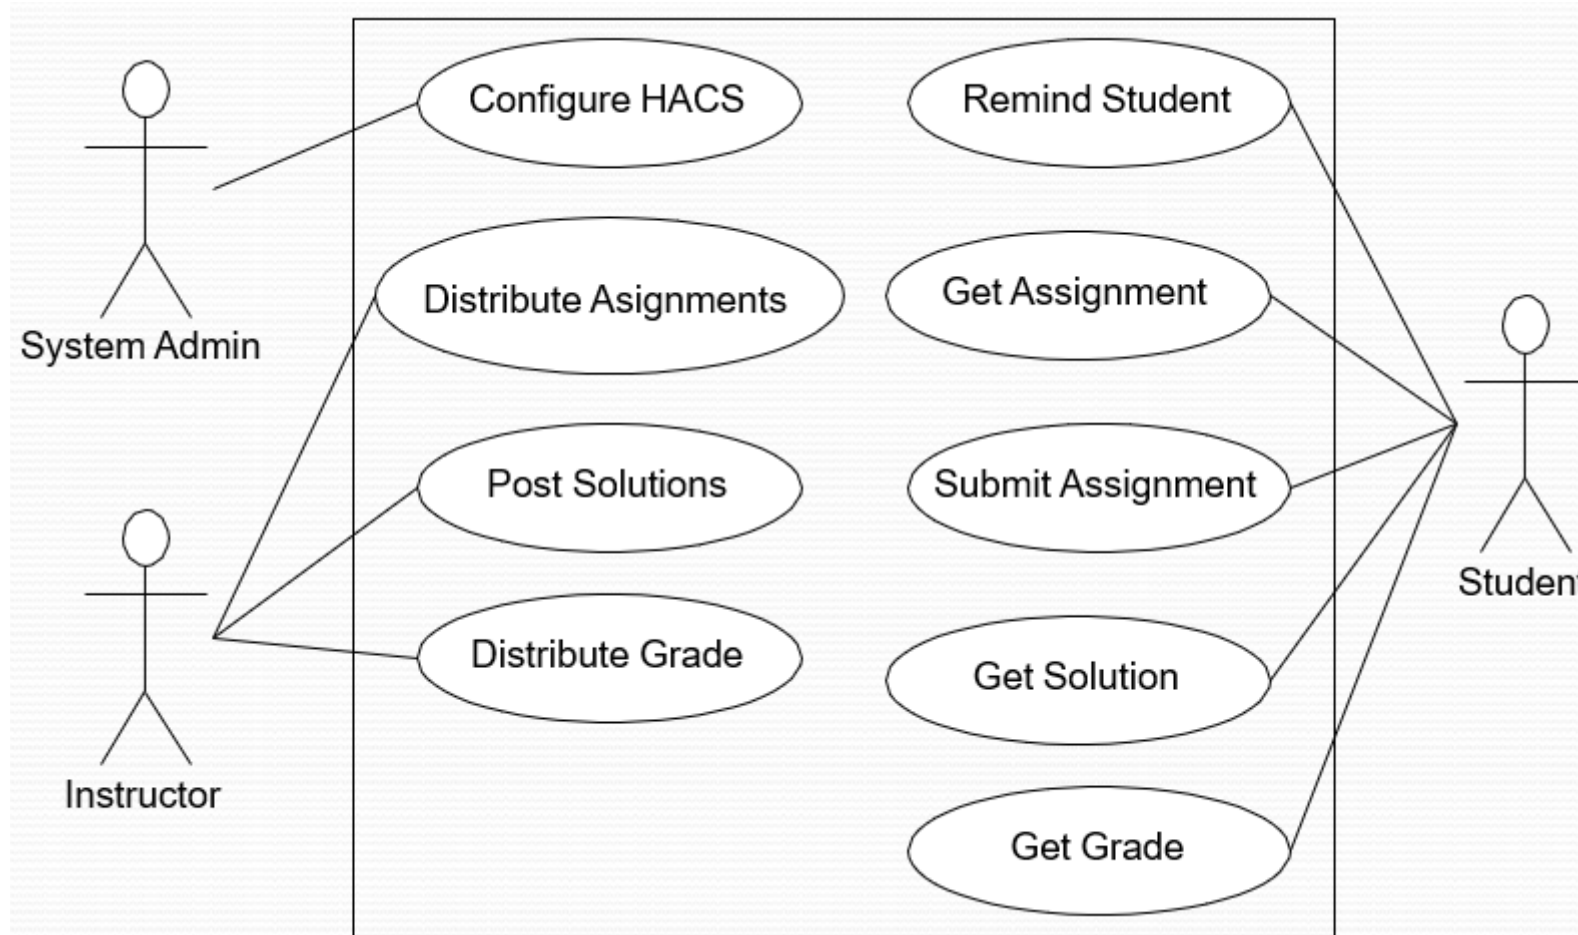 Configure HACS
Remind Student
Distribute Asignments
Get Assignment
System Admin
Post Solutions
Submit Assignment
Student
Distribute Grade
Get Solution
Instructor
Get Grade